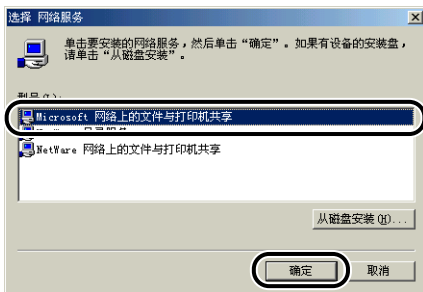 选择 网络服务
单击要安装的网络服务，然后单击“确定”。如果有设备的安装盘，
请单击“从磁盘安装”。
Microsoft 网络上的文件与打印机共享
NetWare 网络上的文件与打印机共享
从磁盘安装(H)...
确定
取消